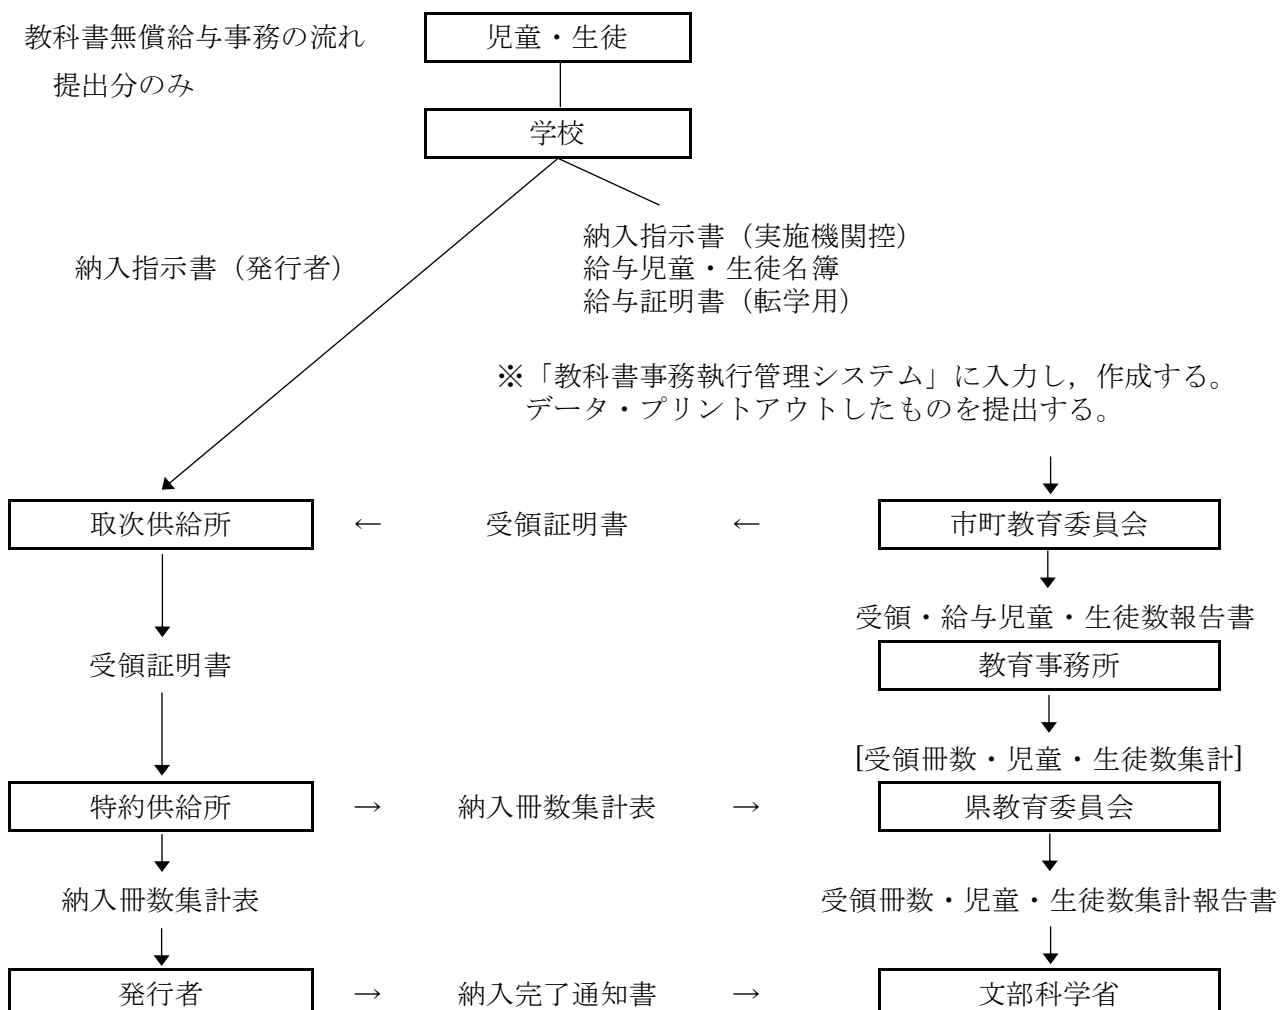 教科書無償給与事務の流れ
提出分のみ
児童・生徒
学校
納入指示書（発行者）
納入指示書（実施機関控）
給与児童・生徒名簿
給与証明書（転学用）
※「教科書事務執行管理システム」に入力し，作成する。
データ・プリントアウトしたものを提出する。
取次供給所 ← 受領証明書 ← 市町教育委員会
受領・給与児童・生徒数報告書
受領証明書
教育事務所
[受領冊数・児童・生徒数集計]
特約供給所 → 納入冊数集計表 → 県教育委員会
納入冊数集計表
受領冊数・児童・生徒数集計報告書
発行者 → 納入完了通知書 → 文部科学省